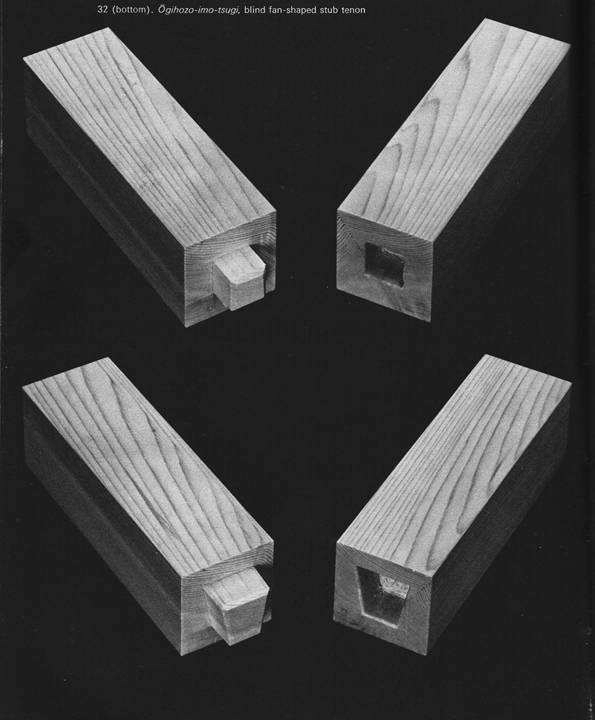 32 (bottom). Ōgihozo-imo-tsugi, blind fan-shaped stub tenon